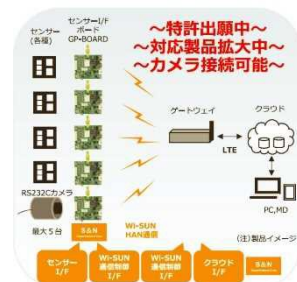 センサー
(各種)
センサーI/F
ボード
GP-BOARD
～特許出願中～
～対応製品拡大中～
～カメラ接続可能～
ゲートウェイ
クラウド
LTE
RS232Cカメラ
最大5台
Wi-SUN
HAN通信
PC,MD
(注)製品イメージ
S&N
センサー
I/F
Wi-SUN
通信制御
I/F
Wi-SUN
通信制御
I/F
クラウド
I/F
S&N